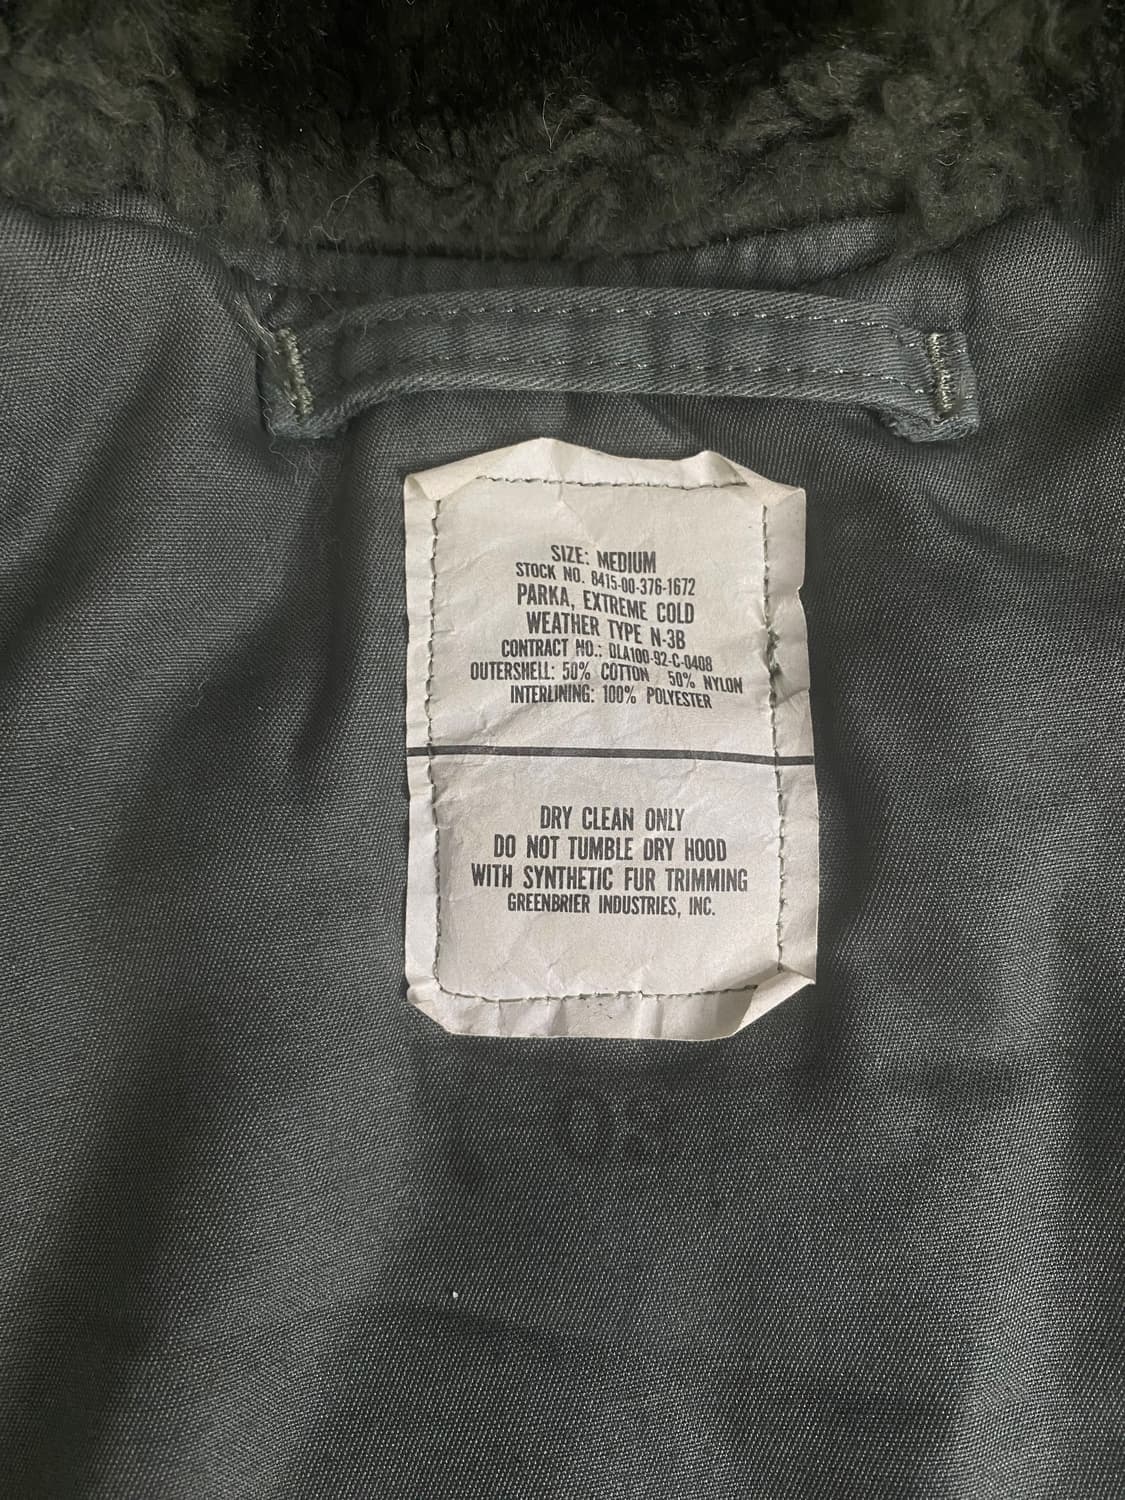 SIZE: MEDIUM
STOCK NO. 8415-00-376-1672
PARKA, EXTREME COLD
WEATHER TYPE N-3B
CONTRACT NO.: DLA100-92-C-0408
OUTERSHELL: 50% COTTON 50% NYLON
INTERLINING: 100% POLYESTER
DRY CLEAN ONLY
DO NOT TUMBLE DRY HOOD
WITH SYNTHETIC FUR TRIMMING
GREENBRIER INDUSTRIES, INC.